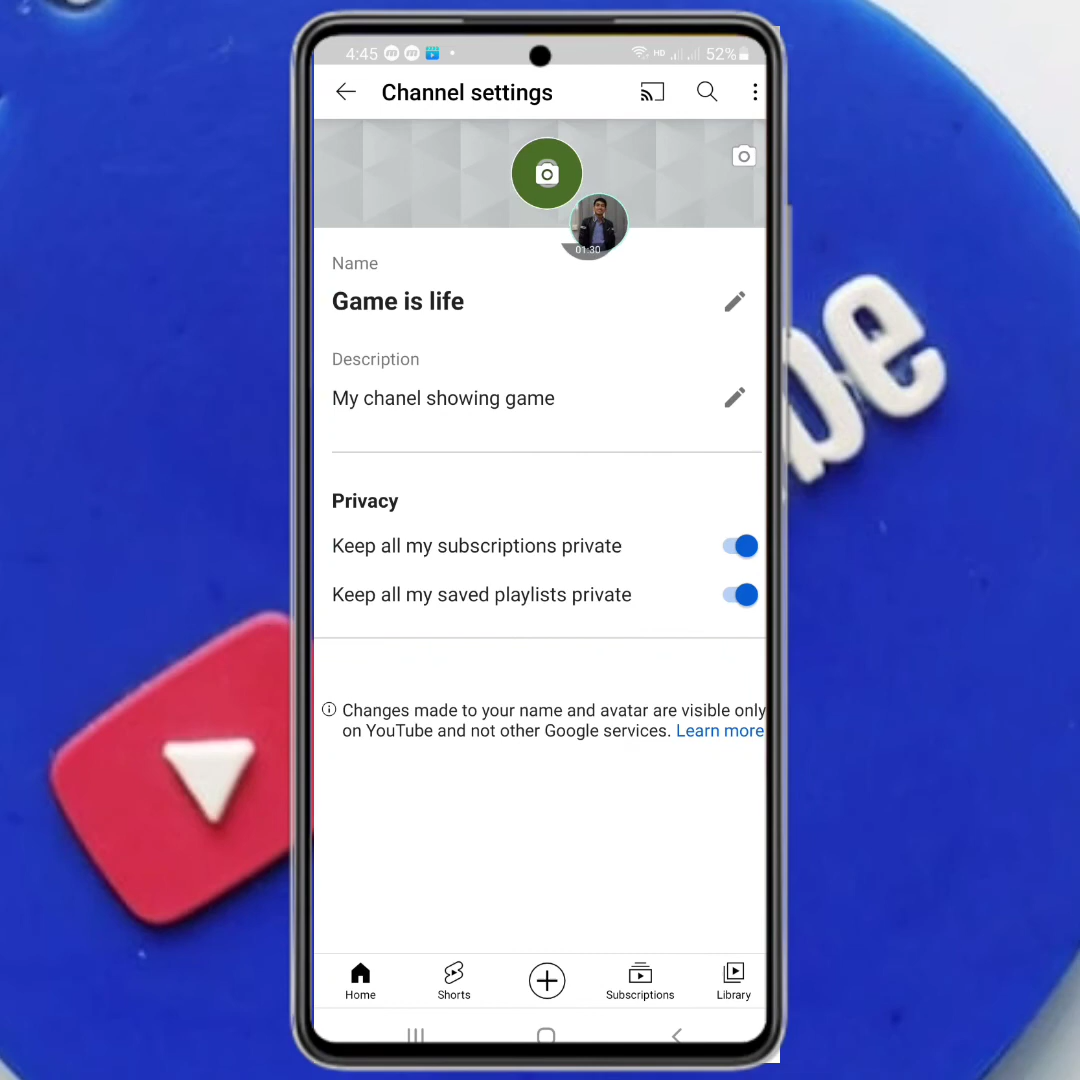 4:45
HD
52%
Channel settings
01:30
Name
Game is life
Description
My chanel showing game
Privacy
Keep all my subscriptions private
Keep all my saved playlists private
Changes made to your name and avatar are visible only
on YouTube and not other Google services. Learn more
Home
Shorts
Subscriptions
Library
be